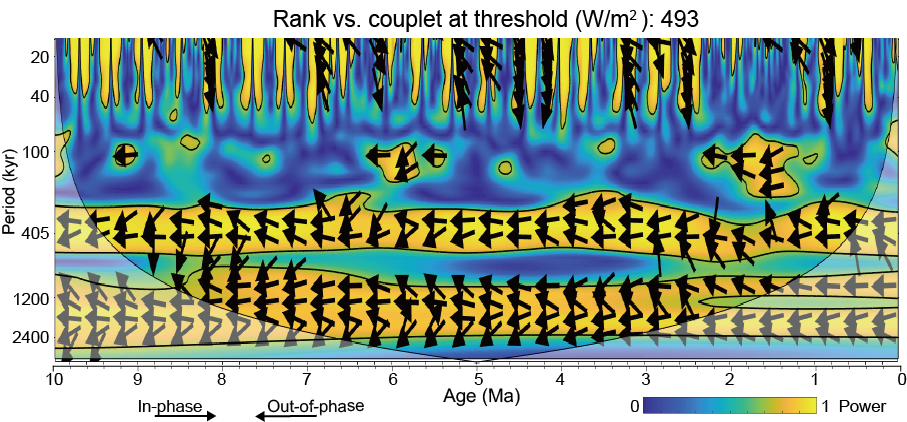 Rank vs. couplet at threshold (W/m²): 493
20
40
100
405
1200
2400
Period (kyr)
10 9 8 7 6 5 4 3 2 1 0
Age (Ma)
In-phase Out-of-phase
0 1 Power